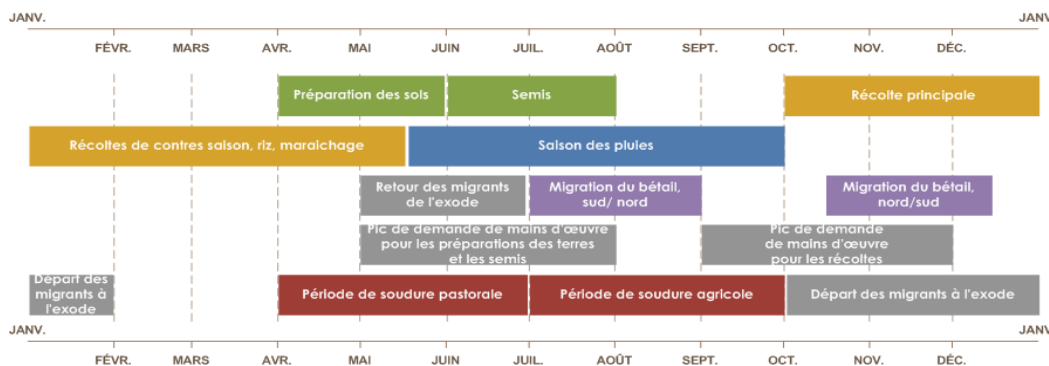 JANV.
JANV
FÉVR.
MARS
AVR.
MAI
JUIN
JUIL.
AOÛT
SEPT.
OCT.
NOV.
DÉC.
Préparation des sols
Semis
Récolte principale
Récoltes de contres saison, riz, maraichage
Saison des pluies
Retour des migrants
de l'exode
Migration du bétail,
sud/ nord
Migration du bétail,
nord/sud
Pic de demande de mains d'œuvre
pour les préparations des terres
et les semis
Pic de demande
de mains d'œuvre
pour les récoltes
Départ des
migrants à
l'exode
Période de soudure pastorale
Période de soudure agricole
Départ des migrants à l'exode
JANV.
JANV
FÉVR.
MARS
AVR.
MAI
JUIN
JUIL.
AOÛT
SEPT.
OCT.
NOV.
DÉC.